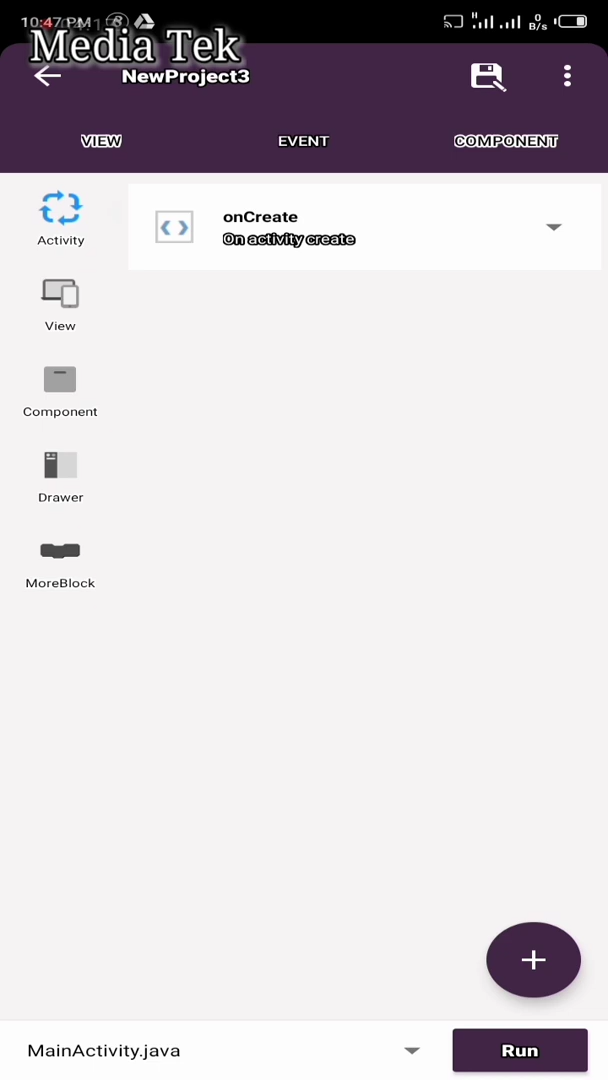 10:47 PM
H 0 B/s
Media Tek
NewProject3
VIEW EVENT COMPONENT
Activity
onCreate
On activity create
View
Component
Drawer
MoreBlock
+
MainActivity.java Run